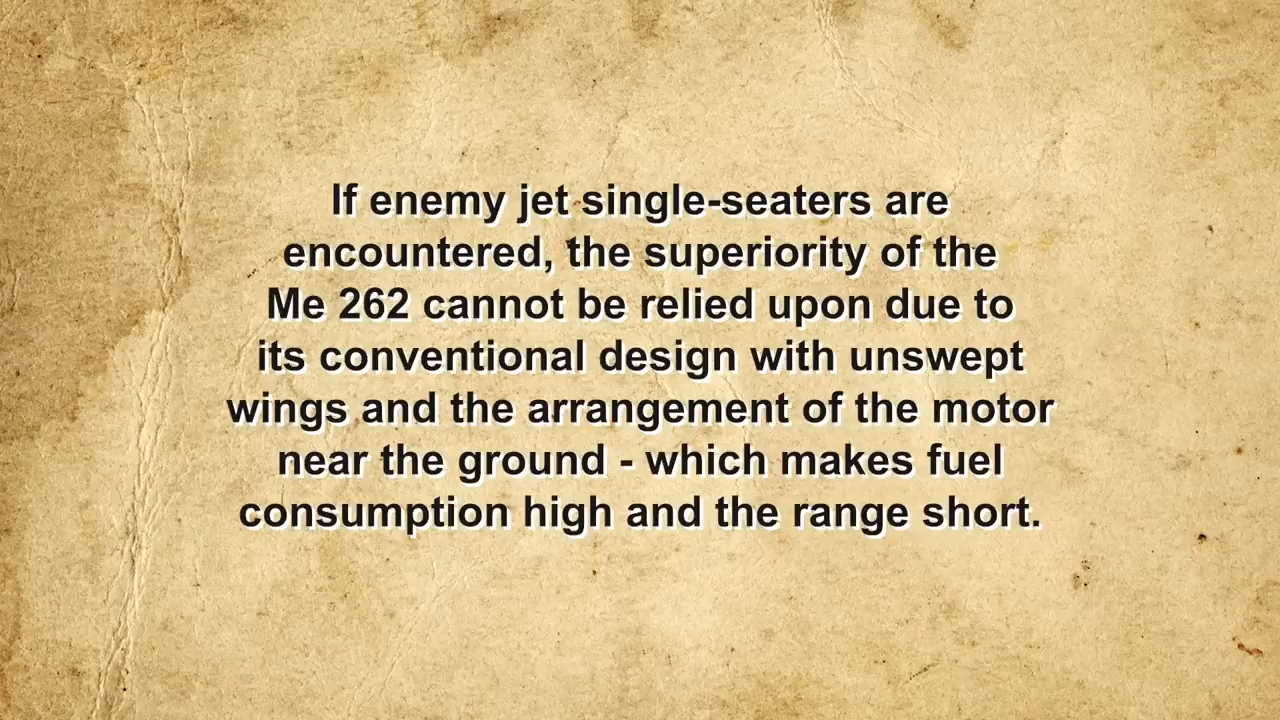 If enemy jet single-seaters are
encountered, the superiority of the
Me 262 cannot be relied upon due to
its conventional design with unswept
wings and the arrangement of the motor
near the ground - which makes fuel
consumption high and the range short.